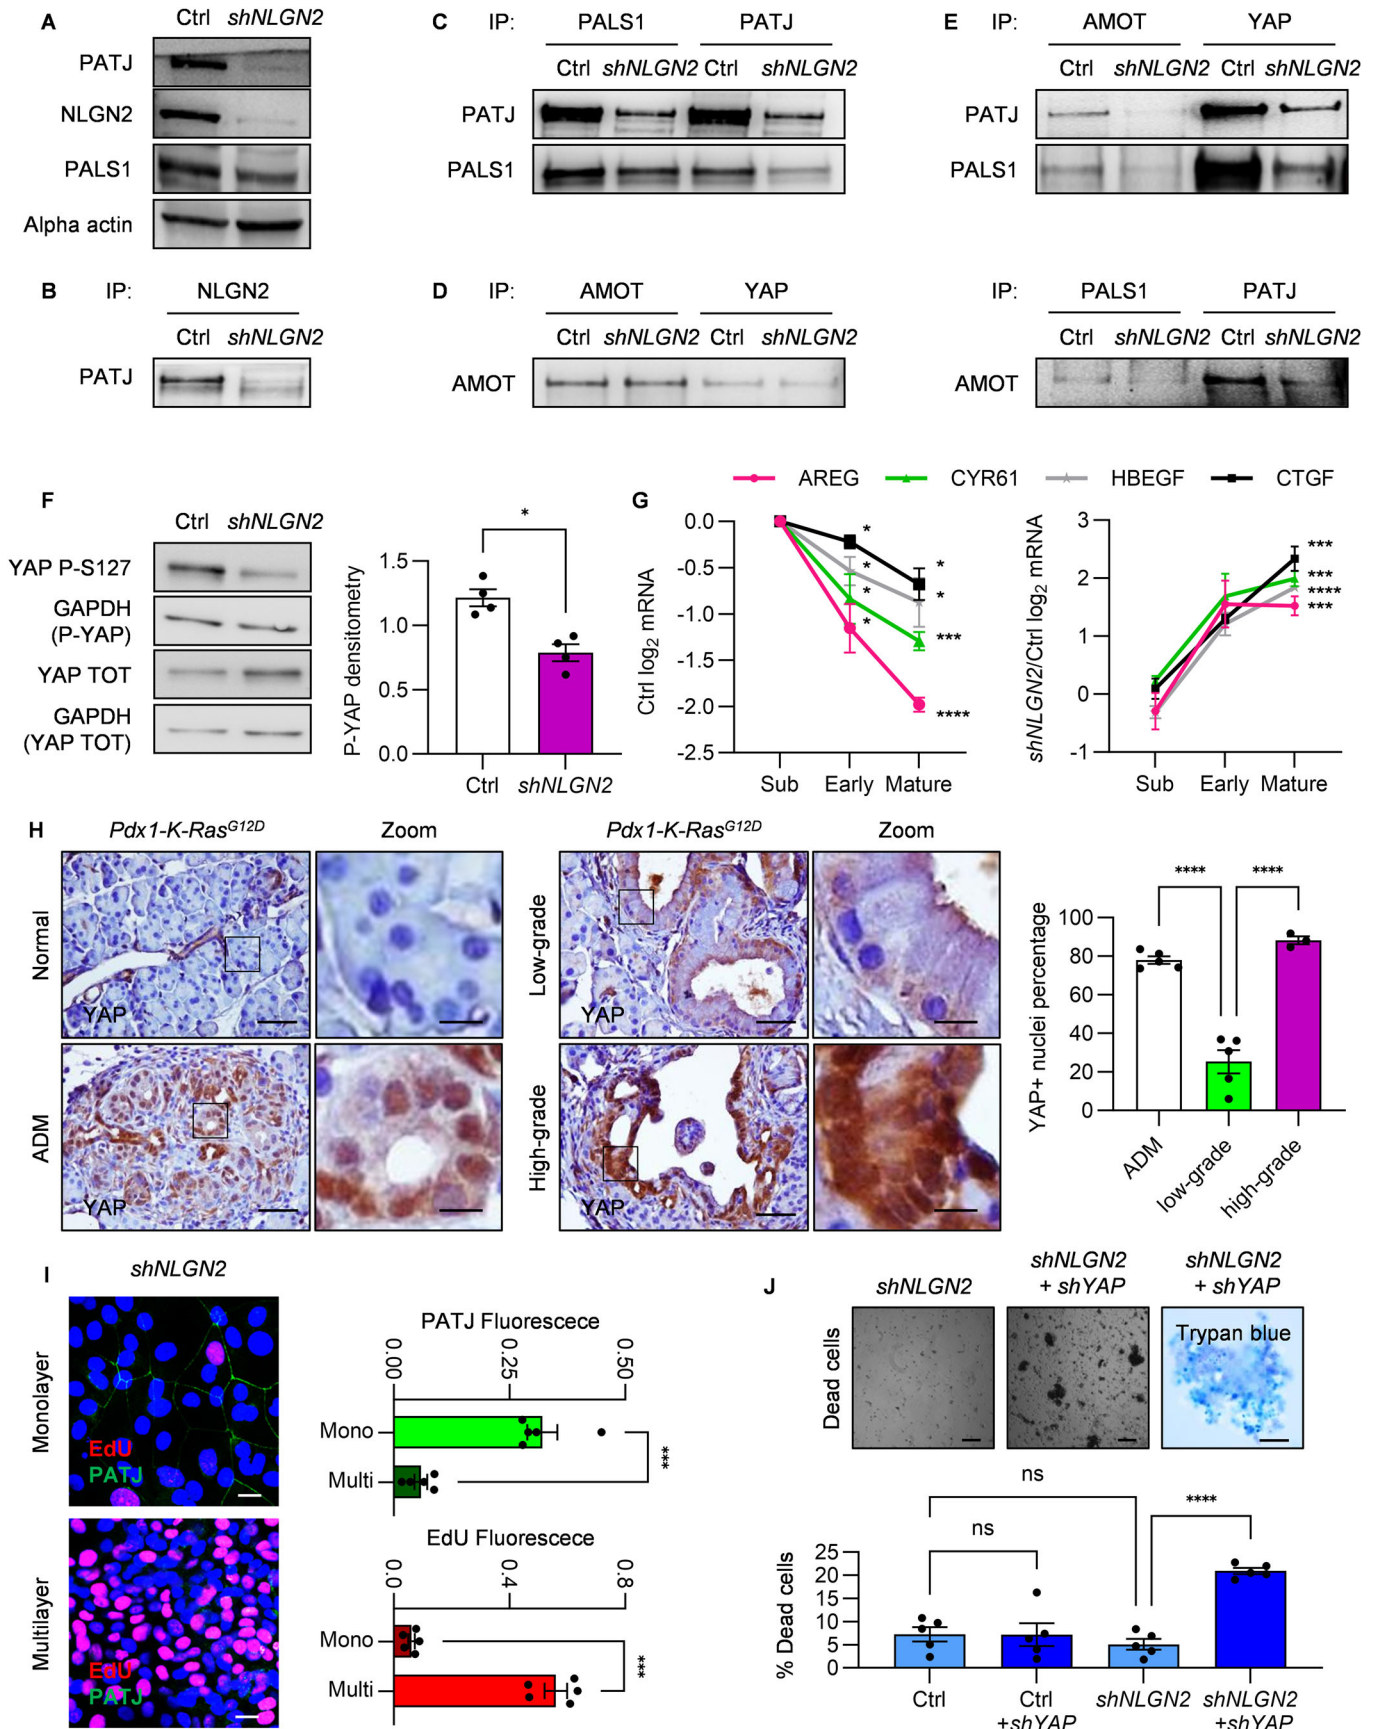 A
Ctrl shNLGN2
PATJ
NLGN2
PALS1
Alpha actin
B IP: NLGN2
Ctrl shNLGN2
PATJ
C IP: PALS1 PATJ
Ctrl shNLGN2 Ctrl shNLGN2
PATJ
PALS1
D IP: AMOT YAP
Ctrl shNLGN2 Ctrl shNLGN2
AMOT
E IP: AMOT YAP
Ctrl shNLGN2 Ctrl shNLGN2
PATJ
PALS1
IP: PALS1 PATJ
Ctrl shNLGN2 Ctrl shNLGN2
AMOT
F
Ctrl shNLGN2
YAP P-S127
GAPDH
(P-YAP)
YAP TOT
GAPDH
(YAP TOT)
P-YAP densitometry
1.5
1.0
0.5
0.0
*
Ctrl shNLGN2
G
AREG CYR61 HBEGF CTGF
Ctrl log2 mRNA
0.0
-0.5
-1.0
-1.5
-2.0
-2.5
*
*
*
*
*
*
***
****
Sub Early Mature
shNLGN2/Ctrl log2 mRNA
3
2
1
0
-1
***
***
****
***
Sub Early Mature
H
Pdx1-K-RasG12D Zoom Pdx1-K-RasG12D Zoom
Normal
YAP
Low-grade
YAP
ADM
YAP
High-grade
YAP
YAP+ nuclei percentage
100
80
60
40
20
0
**** ****
ADM
low-grade
high-grade
I
shNLGN2
Monolayer
EdU
PATJ
Multilayer
EdU
PATJ
PATJ Fluorescece
0.00 0.25 0.50
Mono
Multi
***
EdU Fluorescece
0.0 0.4 0.8
Mono
Multi
***
J
shNLGN2
shNLGN2
+ shYAP
shNLGN2
+ shYAP
Dead cells
Trypan blue
% Dead cells
25
20
15
10
5
0
ns
ns
****
Ctrl
Ctrl
+shYAP
shNLGN2
shNLGN2
+shYAP